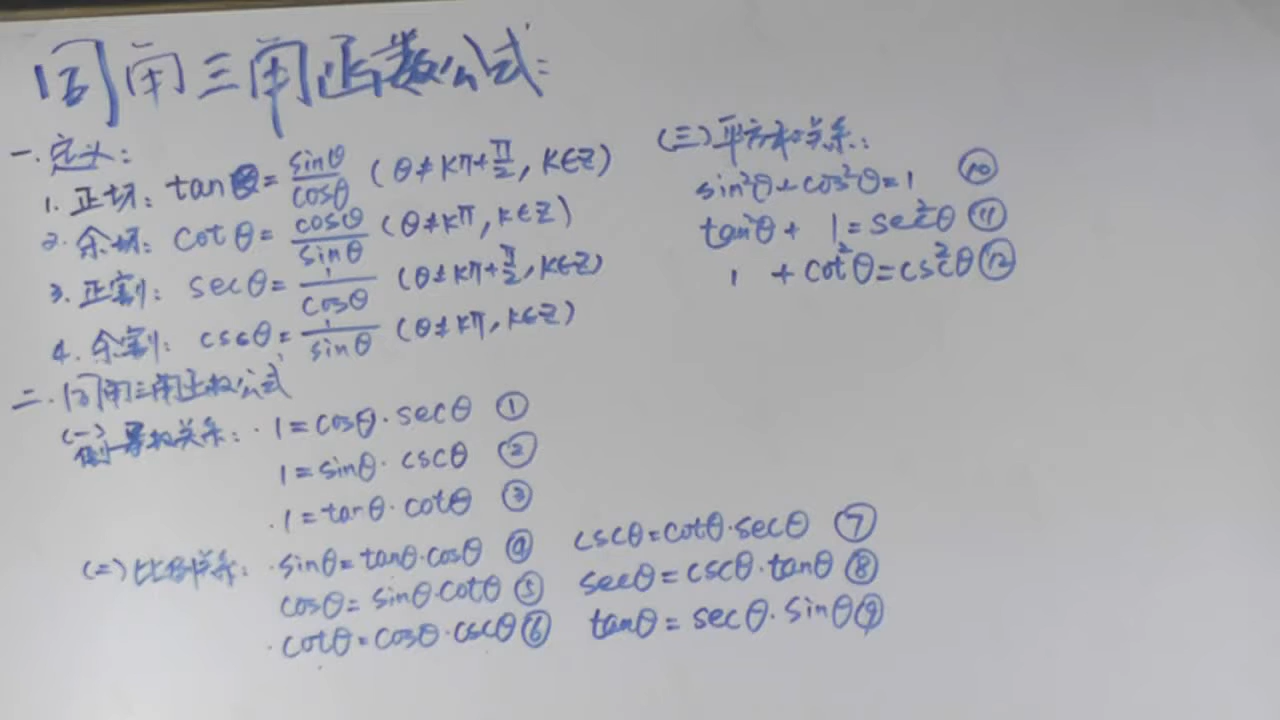 同角三角函数公式:
一.定义:
1.正切: tanθ=sinθ/cosθ (θ≠kπ+π/2, k∈Z)
2.余切: cotθ=cosθ/sinθ (θ≠kπ, k∈Z)
3.正割: secθ=1/cosθ (θ≠kπ+π/2, k∈Z)
4.余割: cscθ=1/sinθ (θ≠kπ, k∈Z)
二.同角三角函数公式
(一)倒数关系: 1=cosθ·secθ ①
1=sinθ·cscθ ②
1=tanθ·cotθ ③
(二)比例关系: sinθ=tanθ·cosθ ④
cosθ=sinθ·cotθ ⑤
cotθ=cosθ·cscθ ⑥
cscθ=cotθ·secθ ⑦
secθ=cscθ·tanθ ⑧
tanθ=secθ·sinθ ⑨
(三)平方和关系:
sin²θ+cos²θ=1 ⑩
tan²θ+1=sec²θ ⑪
1+cot²θ=csc²θ ⑫